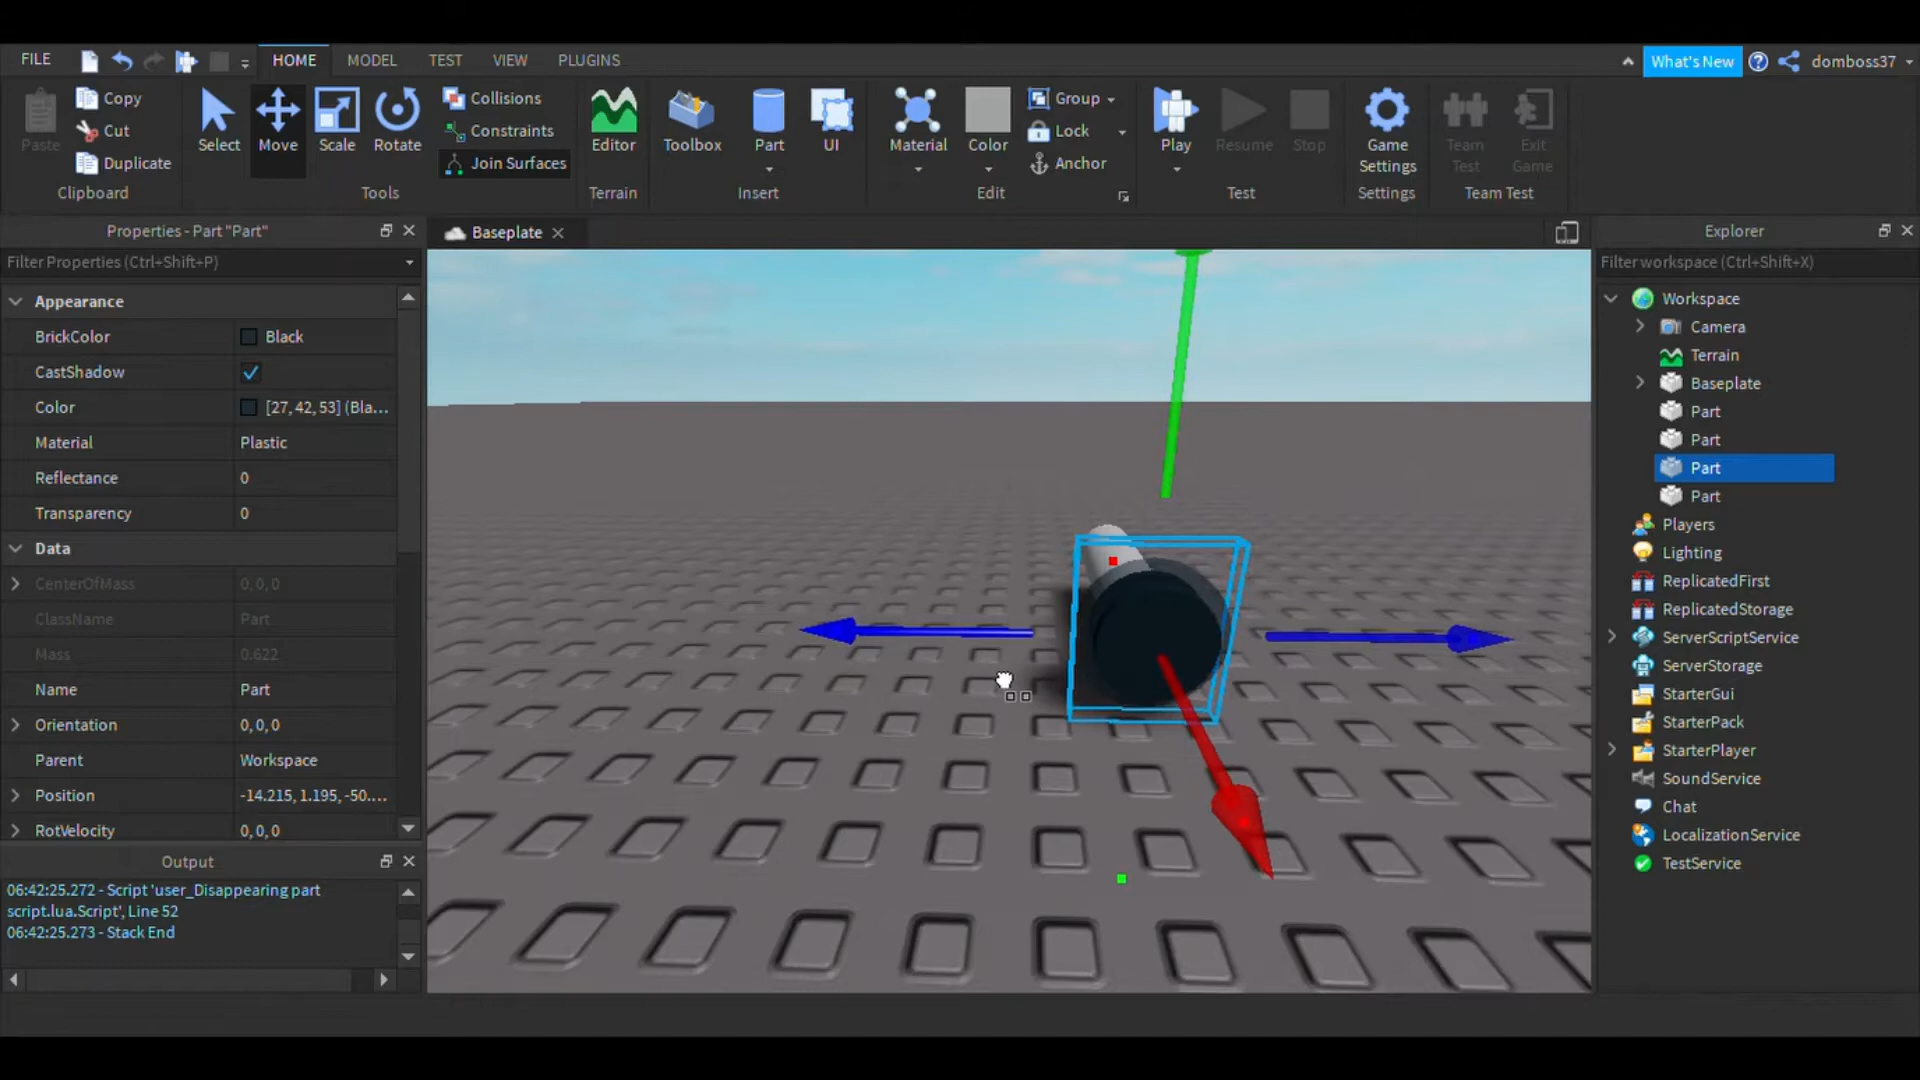 FILE
HOME
MODEL
TEST
VIEW
PLUGINS
What's New
domboss37
Paste
Copy
Cut
Duplicate
Clipboard
Select
Move
Scale
Rotate
Collisions
Constraints
Join Surfaces
Tools
Editor
Terrain
Toolbox
Part
UI
Insert
Material
Color
Group
Lock
Anchor
Edit
Play
Resume
Stop
Test
Game
Settings
Settings
Team
Test
Exit
Game
Team Test
Properties - Part "Part"
Filter Properties (Ctrl+Shift+P)
Appearance
BrickColor Black
CastShadow
Color [27, 42, 53] (Bla...
Material Plastic
Reflectance 0
Transparency 0
Data
CenterOfMass 0, 0, 0
ClassName Part
Mass 0.622
Name Part
Orientation 0, 0, 0
Parent Workspace
Position -14.215, 1.195, -50....
RotVelocity 0, 0, 0
Output
06:42:25.272 - Script 'user_Disappearing part
script.lua.Script', Line 52
06:42:25.273 - Stack End
Baseplate
Explorer
Filter workspace (Ctrl+Shift+X)
Workspace
Camera
Terrain
Baseplate
Part
Part
Part
Part
Players
Lighting
ReplicatedFirst
ReplicatedStorage
ServerScriptService
ServerStorage
StarterGui
StarterPack
StarterPlayer
SoundService
Chat
LocalizationService
TestService